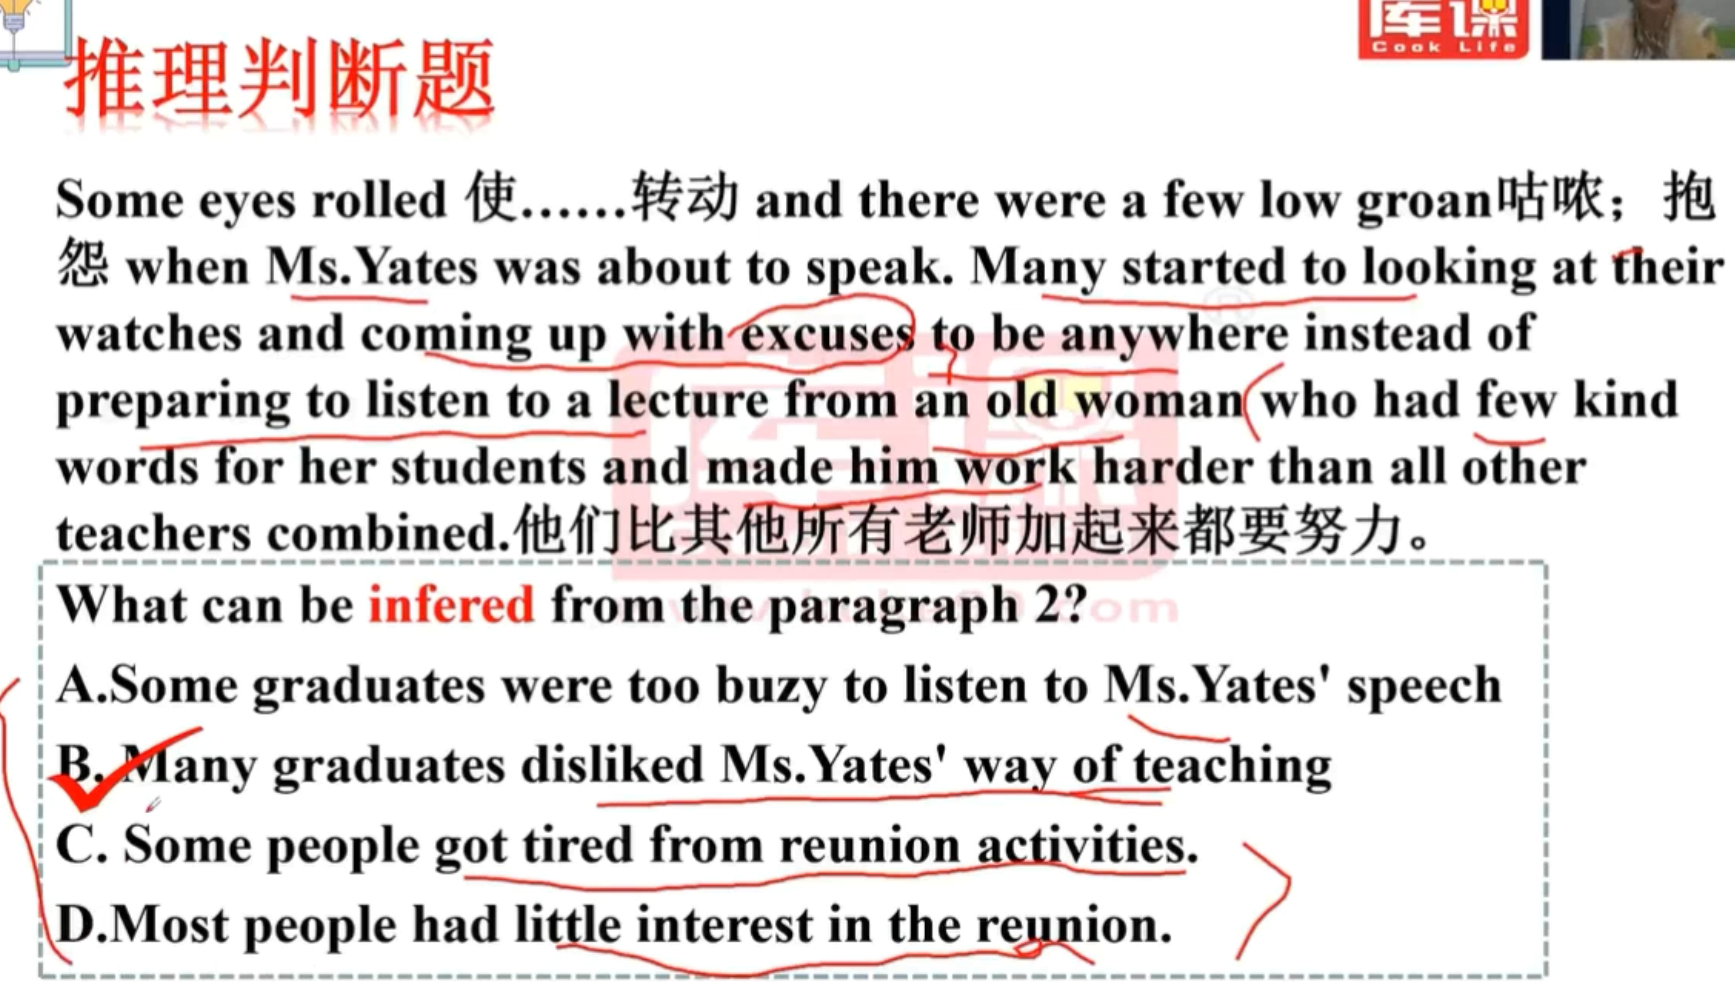 库课
Cook Life
推理判断题
Some eyes rolled 使……转动 and there were a few low groan咕哝；抱
怨 when Ms.Yates was about to speak. Many started to looking at their
watches and coming up with excuses to be anywhere instead of
preparing to listen to a lecture from an old woman who had few kind
words for her students and made him work harder than all other
teachers combined.他们比其他所有老师加起来都要努力。
What can be infered from the paragraph 2?
A.Some graduates were too buzy to listen to Ms.Yates' speech
B. Many graduates disliked Ms.Yates' way of teaching
C. Some people got tired from reunion activities.
D.Most people had little interest in the reunion.